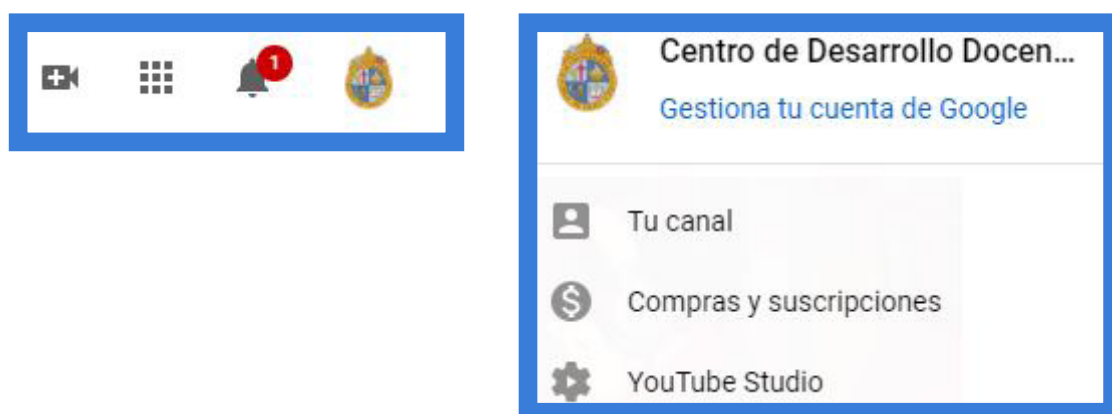 1
Centro de Desarrollo Docen...
Gestiona tu cuenta de Google
Tu canal
Compras y suscripciones
YouTube Studio